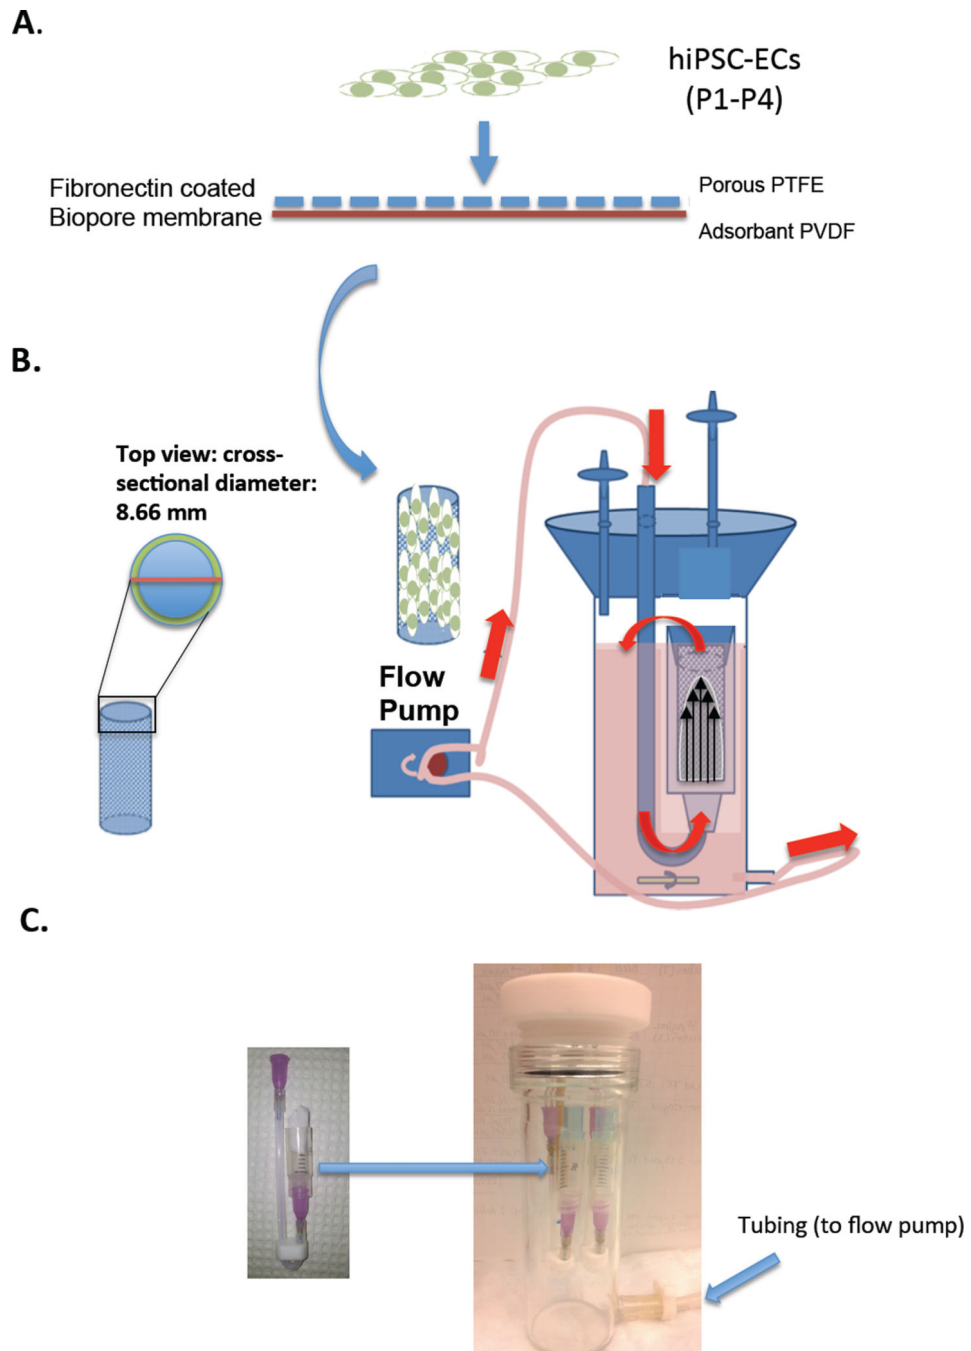 A.
hiPSC-ECs
(P1-P4)
Fibronectin coated
Biopore membrane
Porous PTFE
Adsorbant PVDF
B.
Top view: cross-
sectional diameter:
8.66 mm
Flow
Pump
C.
Tubing (to flow pump)